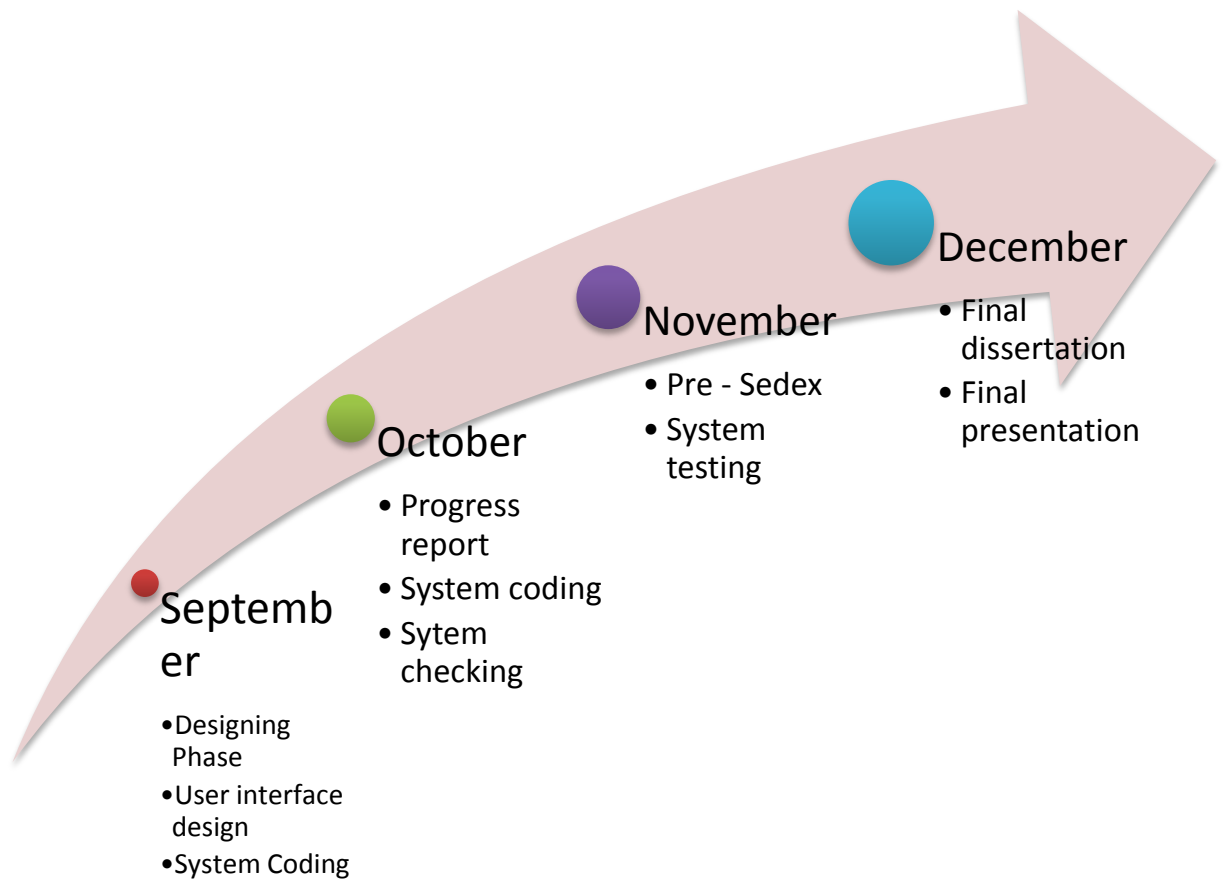 Septemb
er
•Designing
Phase
•User interface
design
•System Coding
October
• Progress
report
• System coding
• Sytem
checking
November
• Pre - Sedex
• System
testing
December
• Final
dissertation
• Final
presentation